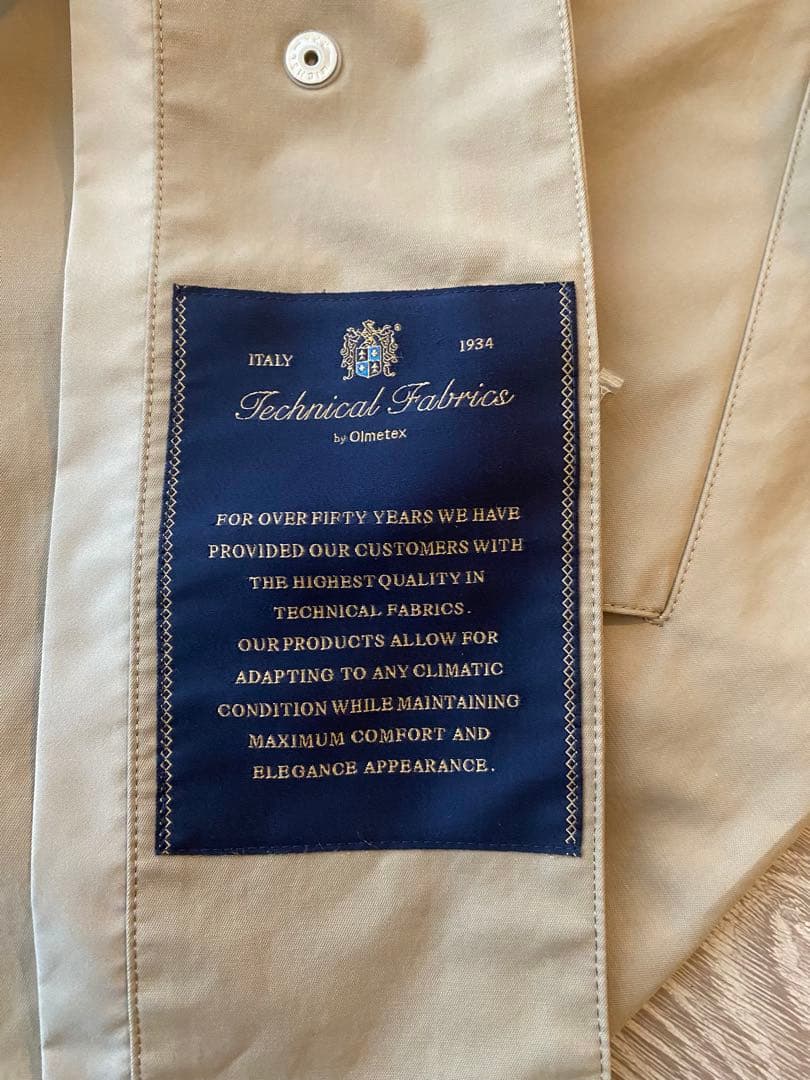 ITALY 1934
Technical Fabrics
by Olmetex
FOR OVER FIFTY YEARS WE HAVE
PROVIDED OUR CUSTOMERS WITH
THE HIGHEST QUALITY IN
TECHNICAL FABRICS.
OUR PRODUCTS ALLOW FOR
ADAPTING TO ANY CLIMATIC
CONDITION WHILE MAINTAINING
MAXIMUM COMFORT AND
ELEGANCE APPEARANCE.